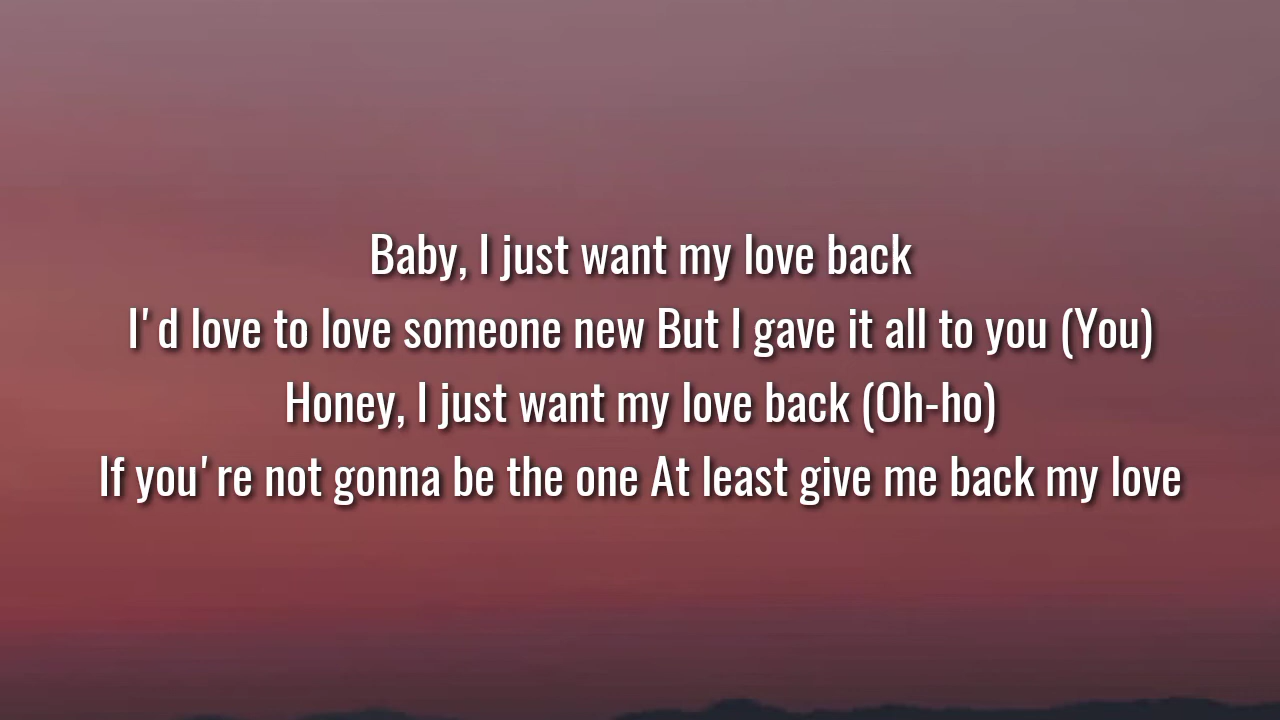 Baby, I just want my love back
I'd love to love someone new But I gave it all to you (You)
Honey, I just want my love back (Oh-ho)
If you're not gonna be the one At least give me back my love